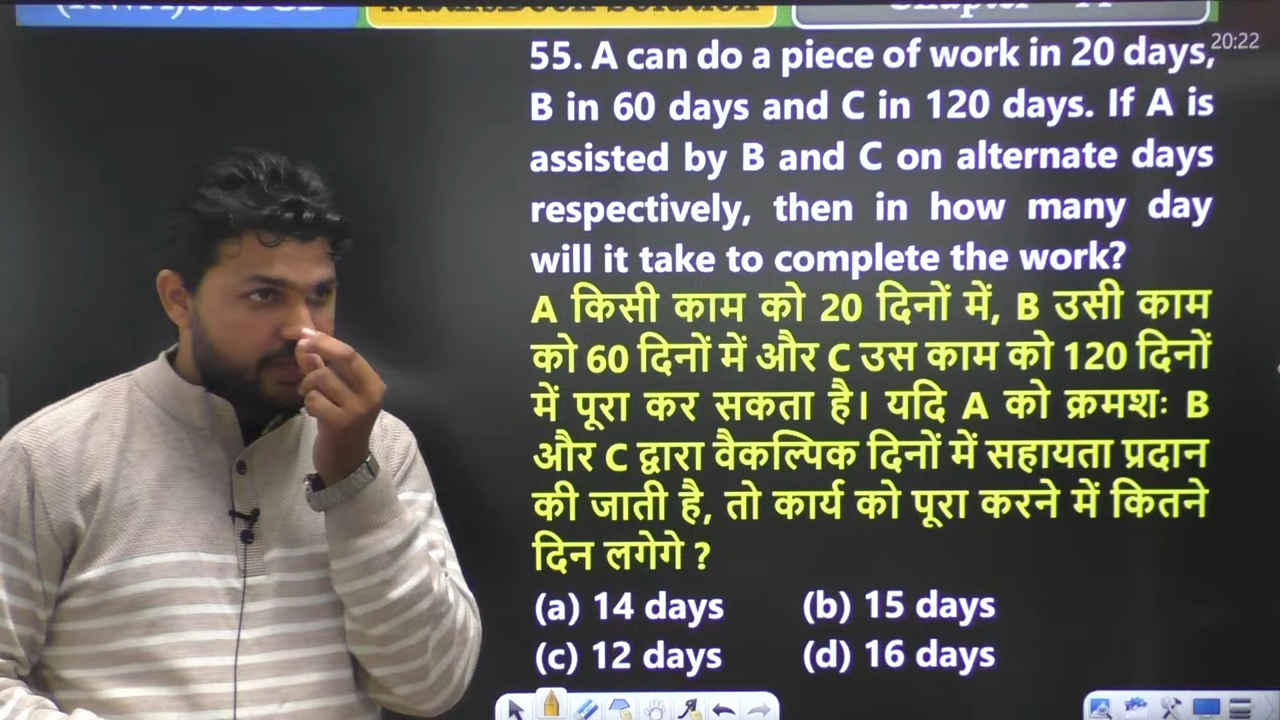 20:22
55. A can do a piece of work in 20 days,
B in 60 days and C in 120 days. If A is
assisted by B and C on alternate days
respectively, then in how many day
will it take to complete the work?
A किसी काम को 20 दिनों में, B उसी काम
को 60 दिनों में और C उस काम को 120 दिनों
में पूरा कर सकता है। यदि A को क्रमशः B
और C द्वारा वैकल्पिक दिनों में सहायता प्रदान
की जाती है, तो कार्य को पूरा करने में कितने
दिन लगेगे ?
(a) 14 days (b) 15 days
(c) 12 days (d) 16 days